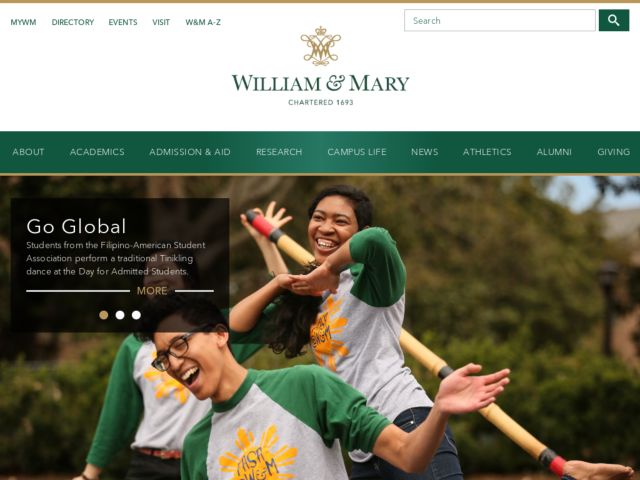 MYWM DIRECTORY EVENTS VISIT W&M A-Z
Search
WILLIAM & MARY
CHARTERED 1693
ABOUT ACADEMICS ADMISSION & AID RESEARCH CAMPUS LIFE NEWS ATHLETICS ALUMNI GIVING
Go Global
Students from the Filipino-American Student
Association perform a traditional Tinikling
dance at the Day for Admitted Students.
MORE